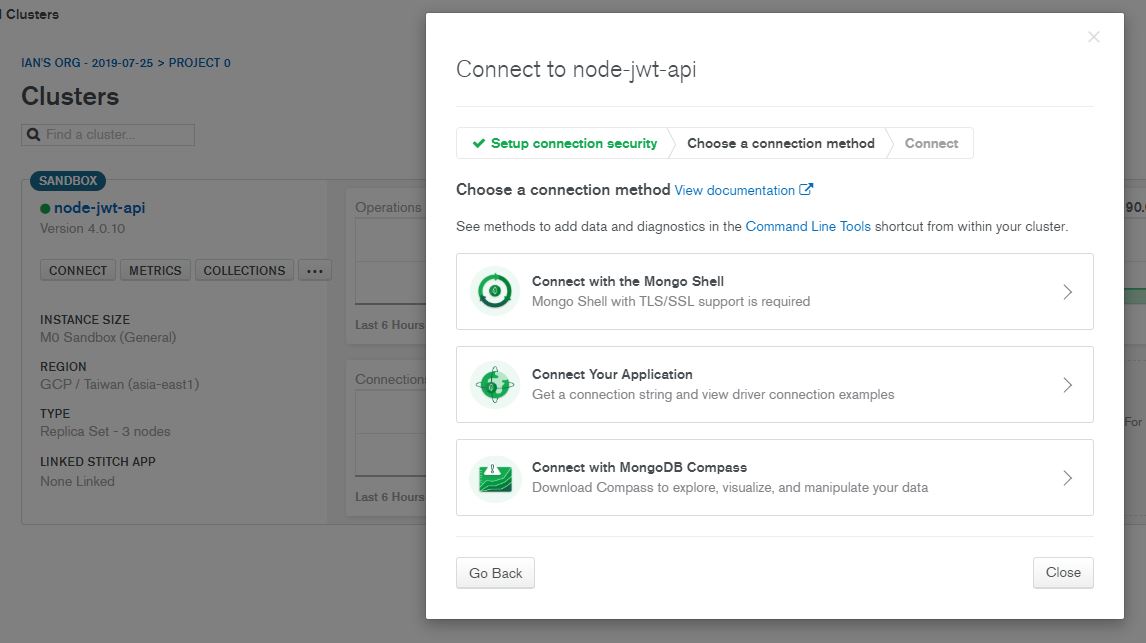 Clusters
IAN'S ORG - 2019-07-25 > PROJECT 0
Clusters
Find a cluster...
SANDBOX
node-jwt-api
Version 4.0.10
CONNECT METRICS COLLECTIONS ...
INSTANCE SIZE
M0 Sandbox (General)
REGION
GCP / Taiwan (asia-east1)
TYPE
Replica Set - 3 nodes
LINKED STITCH APP
None Linked
Operations
Last 6 Hours
Connections
Last 6 Hours
Connect to node-jwt-api
Setup connection security Choose a connection method Connect
Choose a connection method View documentation
See methods to add data and diagnostics in the Command Line Tools shortcut from within your cluster.
Connect with the Mongo Shell
Mongo Shell with TLS/SSL support is required
Connect Your Application
Get a connection string and view driver connection examples
Connect with MongoDB Compass
Download Compass to explore, visualize, and manipulate your data
Go Back Close
90.
For